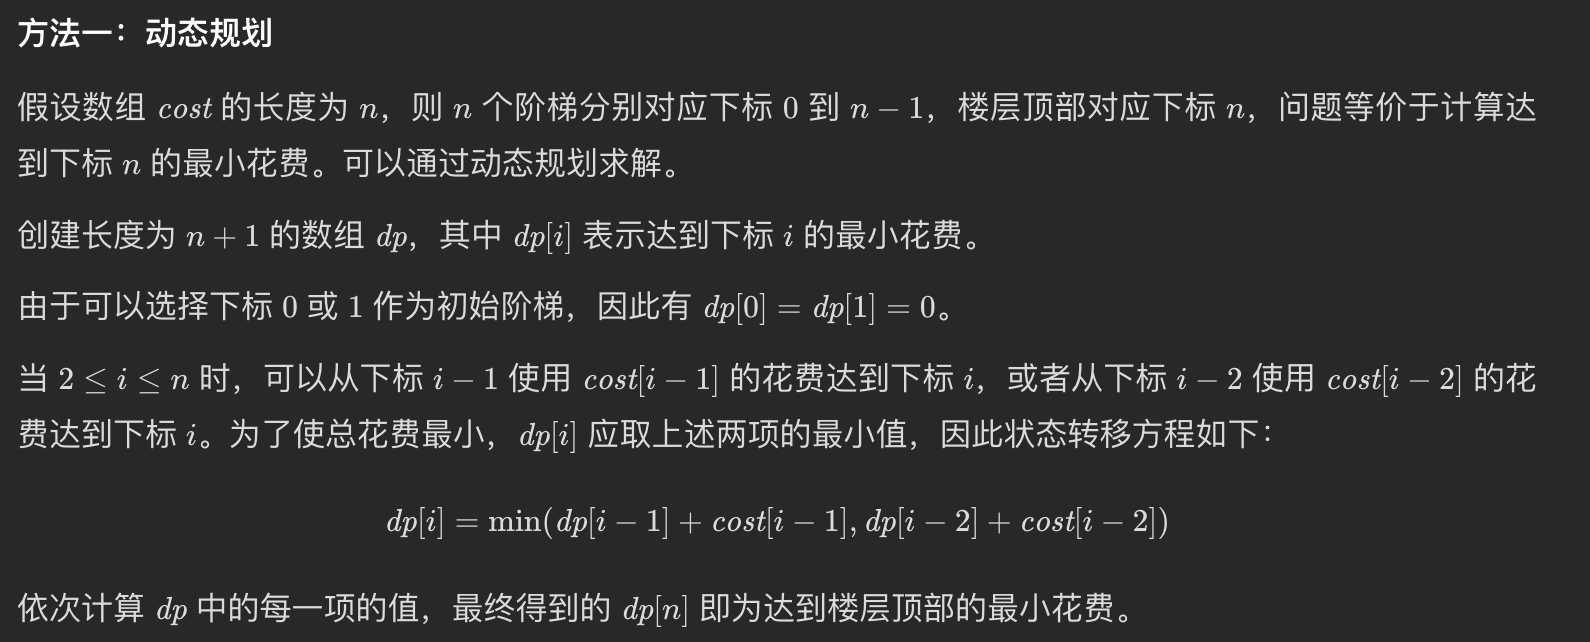 方法一：动态规划
假设数组 cost 的长度为 n，则 n 个阶梯分别对应下标 0 到 n − 1，楼层顶部对应下标 n，问题等价于计算达
到下标 n 的最小花费。可以通过动态规划求解。
创建长度为 n + 1 的数组 dp，其中 dp[i] 表示达到下标 i 的最小花费。
由于可以选择下标 0 或 1 作为初始阶梯，因此有 dp[0] = dp[1] = 0。
当 2 ≤ i ≤ n 时，可以从下标 i − 1 使用 cost[i − 1] 的花费达到下标 i，或者从下标 i − 2 使用 cost[i − 2] 的花
费达到下标 i。为了使总花费最小，dp[i] 应取上述两项的最小值，因此状态转移方程如下：
dp[i] = min(dp[i − 1] + cost[i − 1], dp[i − 2] + cost[i − 2])
依次计算 dp 中的每一项的值，最终得到的 dp[n] 即为达到楼层顶部的最小花费。